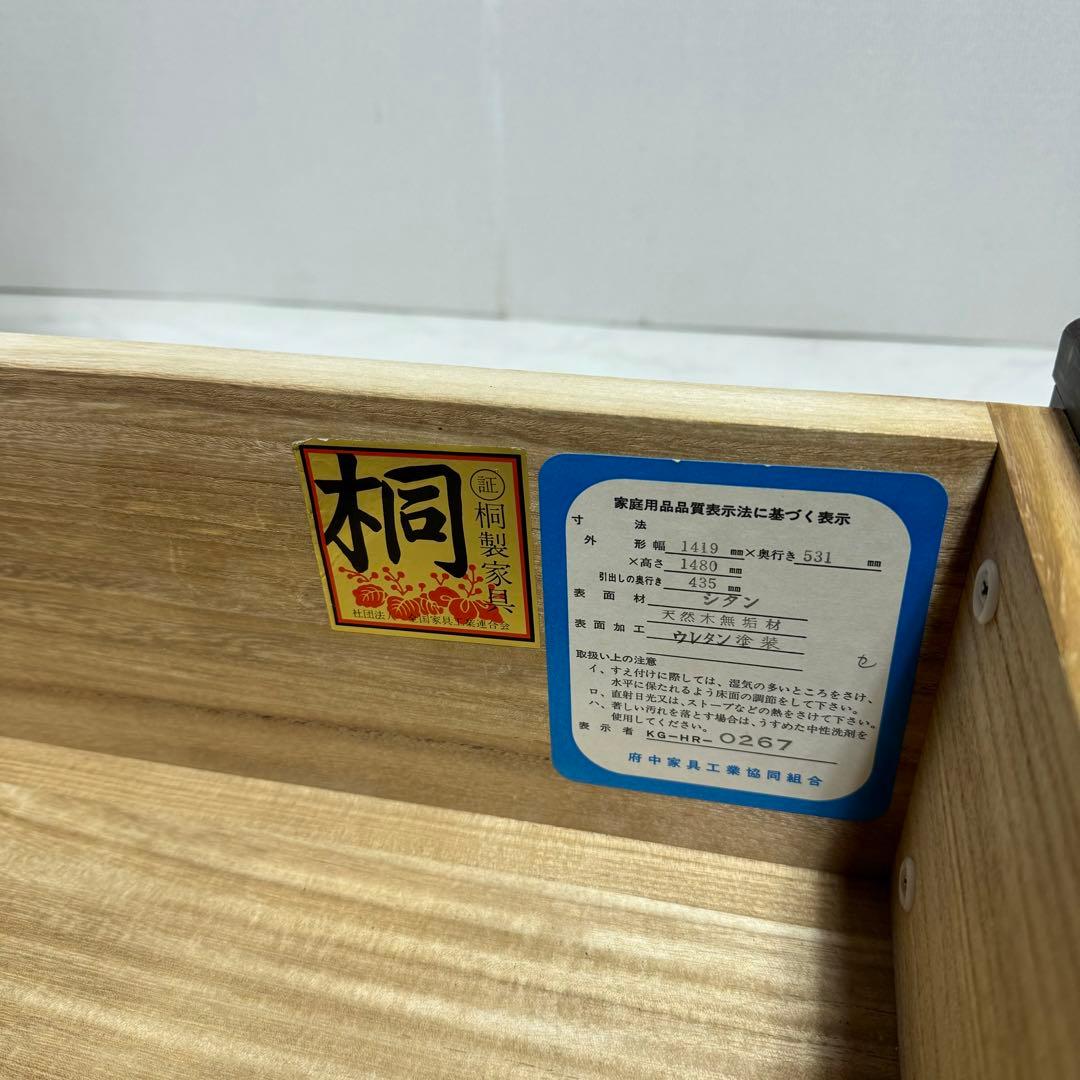 桐
証
桐製家具
社団法人全国家具工業連合会
家庭用品品質表示法に基づく表示
寸法
外形幅 1419 mm×奥行き 531 mm
×高さ 1480 mm
引出しの奥行き 435 mm
表面材 シタン
天然木無垢材
表面加工 ウレタン塗装
取扱い上の注意
イ、すえ付けに際しては、湿気の多いところをさけ、
水平に保たれるよう床面の調節をして下さい。
ロ、直射日光又は、ストーブなどの熱をさけて下さい。
ハ、著しい汚れを落とす場合は、うすめた中性洗剤を
使用してください。
表示者 KG-HR-0267
府中家具工業協同組合